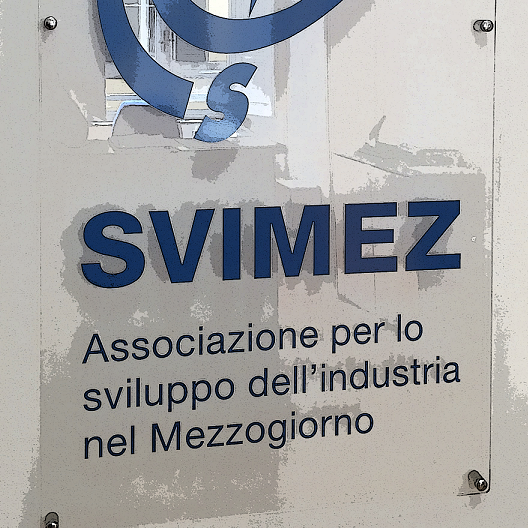 S
SVIMEZ
Associazione per lo
sviluppo dell'industria
nel Mezzogiorno